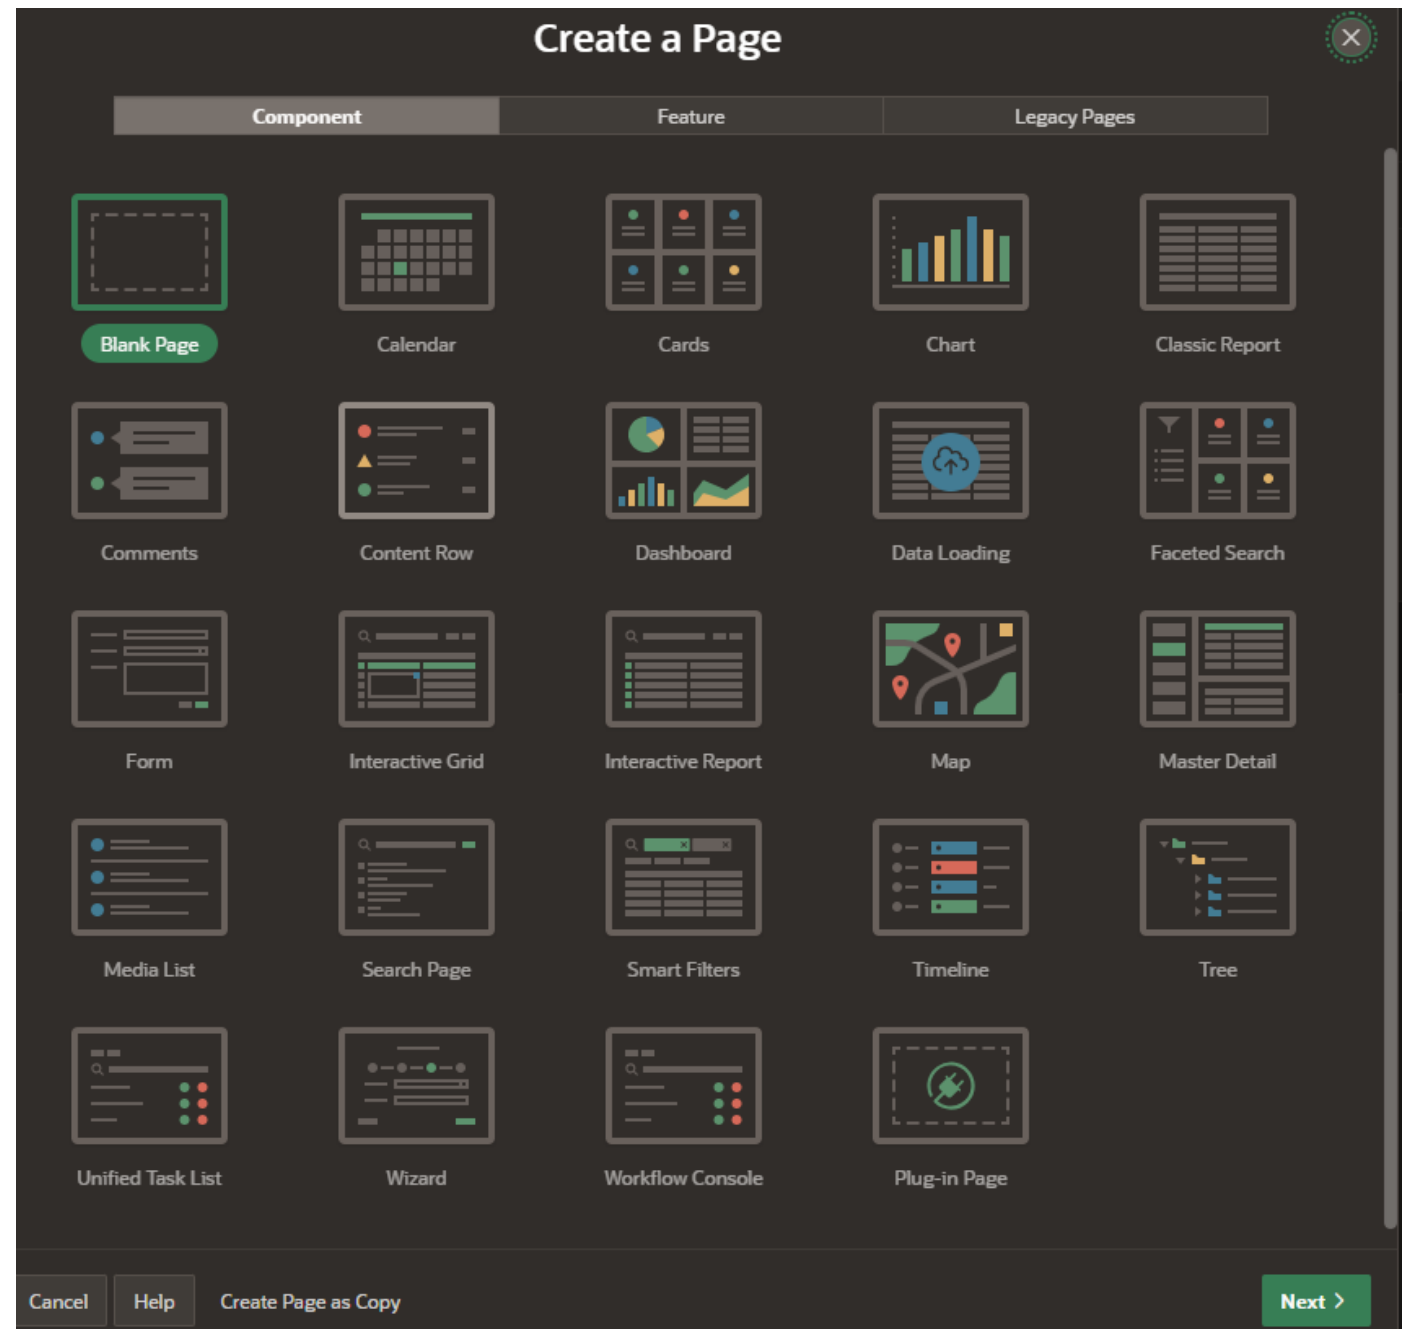 Create a Page
Component Feature Legacy Pages
Blank Page Calendar Cards Chart Classic Report
Comments Content Row Dashboard Data Loading Faceted Search
Form Interactive Grid Interactive Report Map Master Detail
Media List Search Page Smart Filters Timeline Tree
Unified Task List Wizard Workflow Console Plug-in Page
Cancel Help Create Page as Copy Next